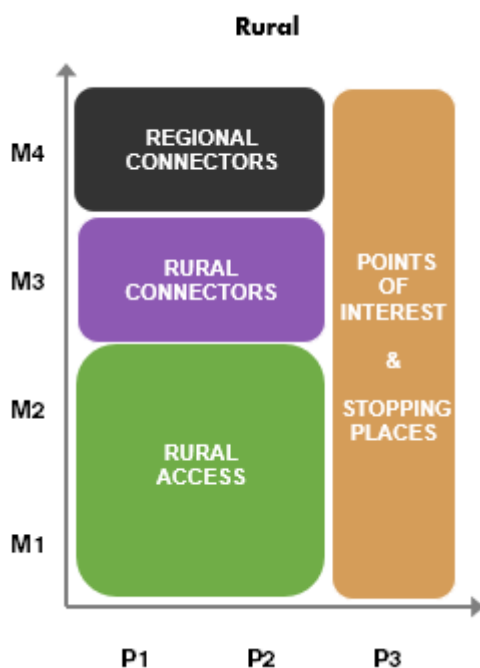 Rural
M4
REGIONAL
CONNECTORS
M3
RURAL
CONNECTORS
M2
RURAL
ACCESS
M1
POINTS
OF
INTEREST
&
STOPPING
PLACES
P1
P2
P3